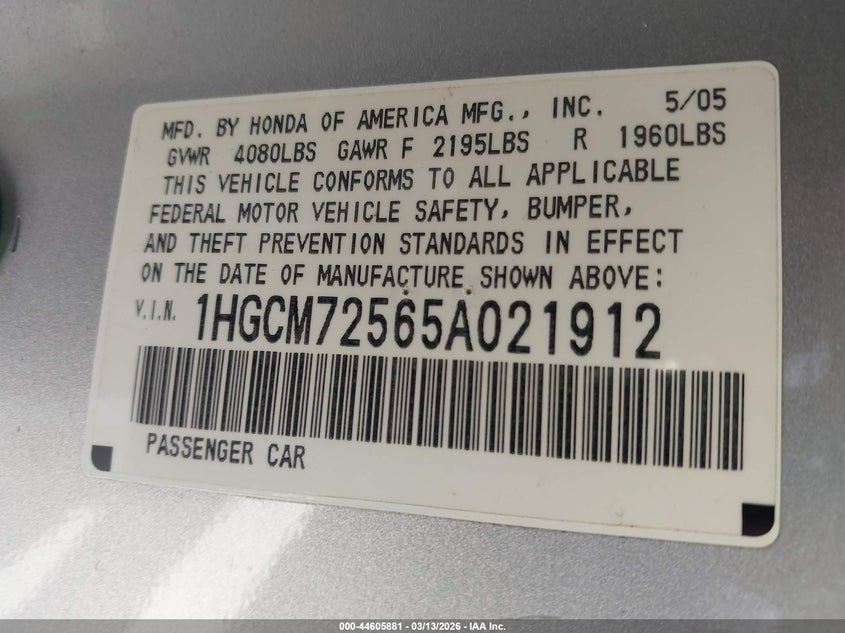 MFD. BY HONDA OF AMERICA MFG., INC. 5/05
GVWR 4080LBS GAWR F 2195LBS R 1960LBS
THIS VEHICLE CONFORMS TO ALL APPLICABLE
FEDERAL MOTOR VEHICLE SAFETY, BUMPER,
AND THEFT PREVENTION STANDARDS IN EFFECT
ON THE DATE OF MANUFACTURE SHOWN ABOVE:
V.I.N. 1HGCM72565A021912
PASSENGER CAR
000-44605881 - 03/13/2026 - IAA Inc.